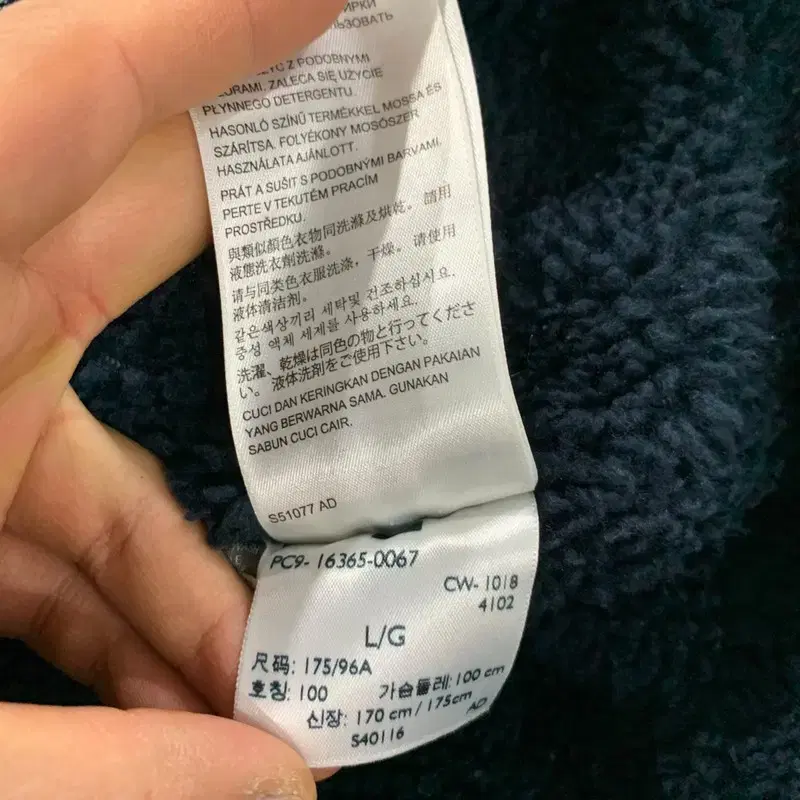 ИРКИ
ЬЗОВАТЬ
Z PODOBNYMI
ZALECA SIĘ UŻYCIE
PŁYNNEGO DETERGENTU.
HASONLÓ SZÍNŰ TERMÉKKEL MOSSA ÉS
SZÁRÍTSA. FOLYÉKONY MOSÓSZER
HASZNÁLATA AJÁNLOTT.
PRÁT A SUŠIT S PODOBNÝMI BARVAMI.
PERTE V TEKUTÉM PRACÍM
PROSTŘEDKU.
與類似顏色衣物同洗滌及烘乾。 請用
液態洗衣劑洗滌。
请与同类色衣服洗涤，干燥。 请使用
液体清洁剂。
같은색상끼리 세탁및 건조하십시요.
중성 액체 세제를 사용하세요.
洗濯、乾燥は同色の物と行ってくださ
い。液体洗剤をご使用下さい。
CUCI DAN KERINGKAN DENGAN PAKAIAN
YANG BERWARNA SAMA. GUNAKAN
SABUN CUCI CAIR.
S51077 AD
PC9- 16365-0067
CW- 1018
4102
L/G
尺码: 175/96A
호칭: 100 가슴둘레: 100 cm
신장: 170 cm / 175cm
AD
S40116